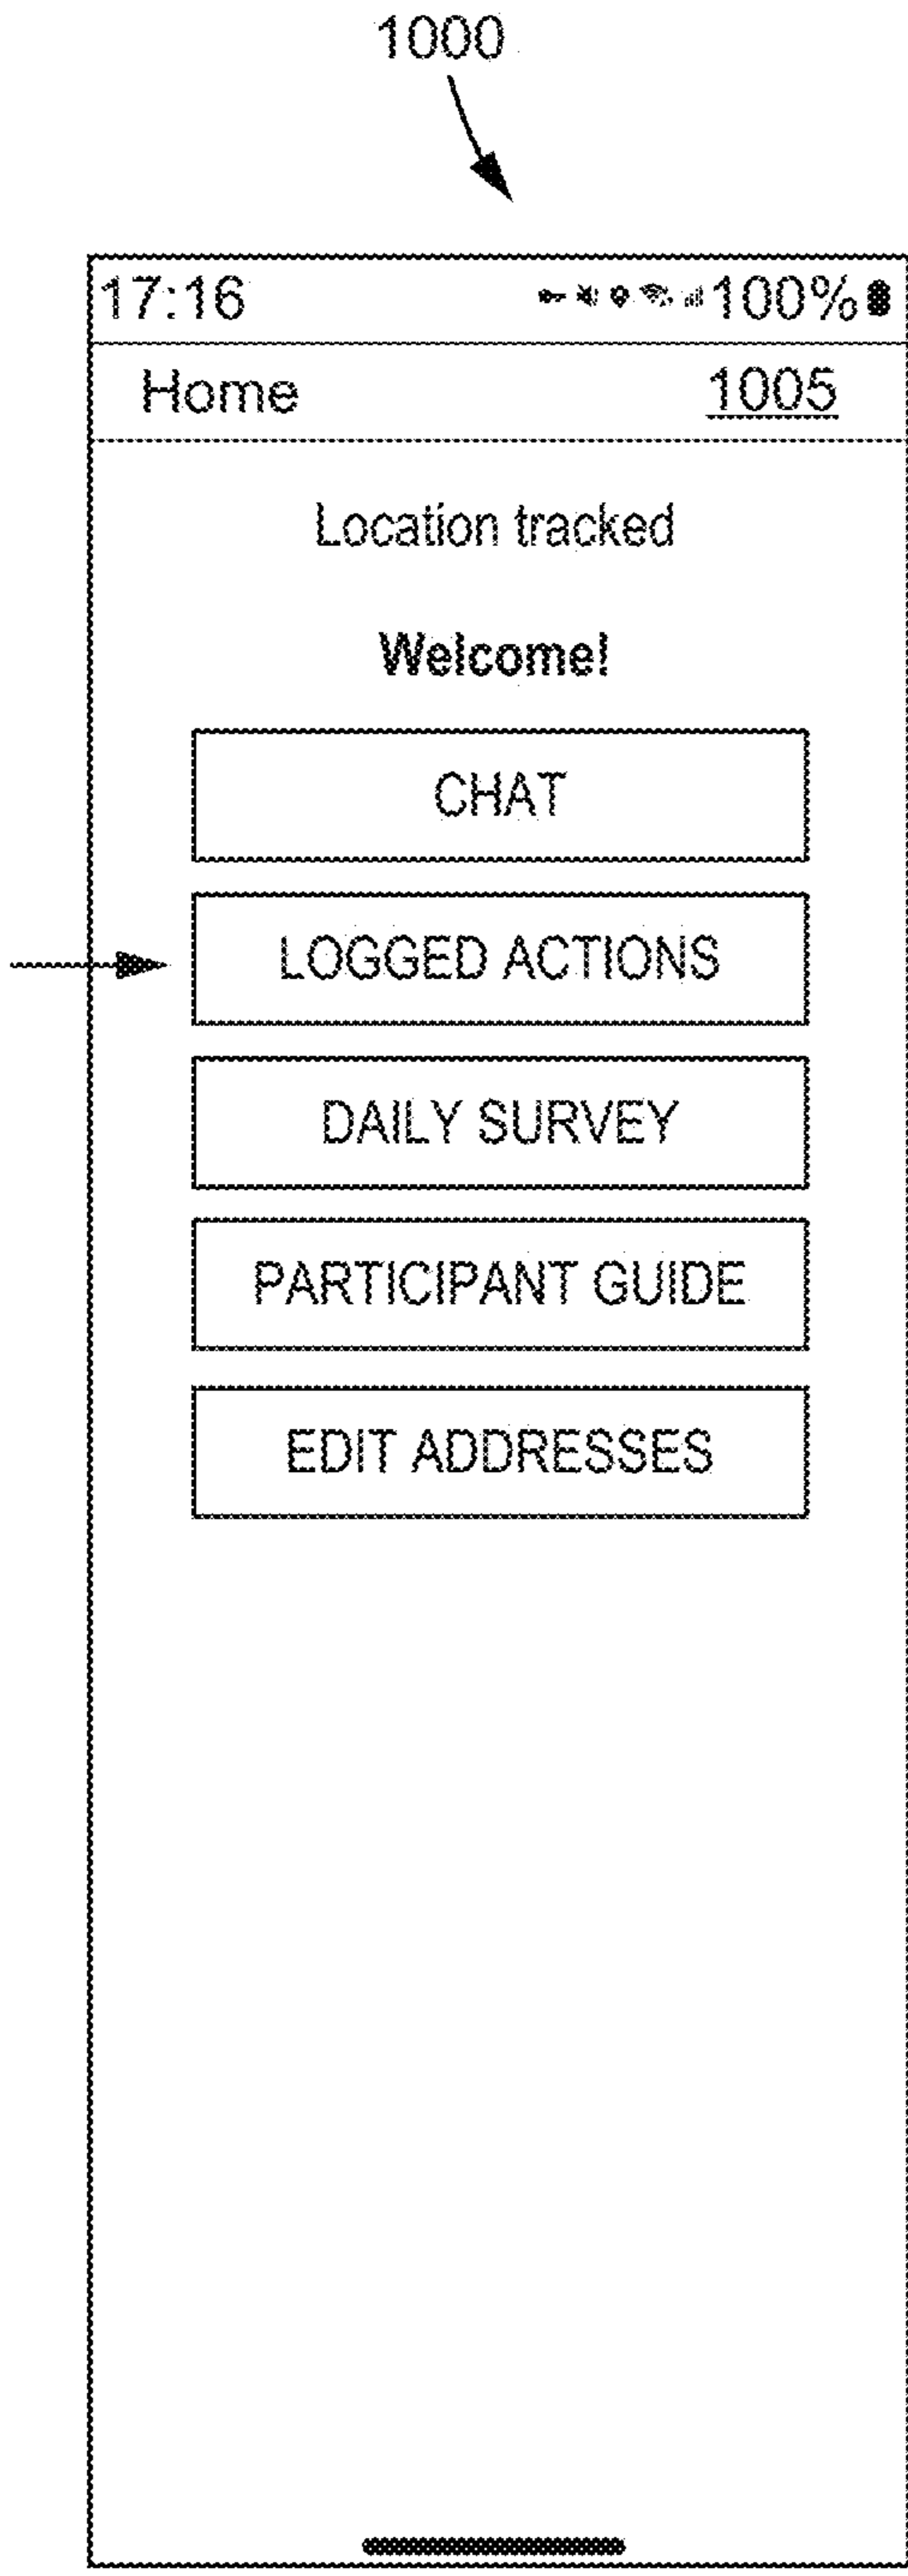 1000
17:16 100%
Home 1005
Location tracked
Welcome!
CHAT
LOGGED ACTIONS
DAILY SURVEY
PARTICIPANT GUIDE
EDIT ADDRESSES